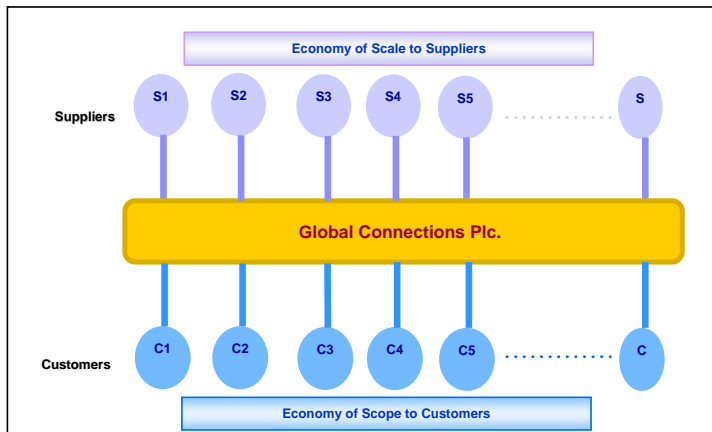 Economy of Scale to Suppliers
S1 S2 S3 S4 S5 S
Suppliers
Global Connections Plc.
C1 C2 C3 C4 C5 C
Customers
Economy of Scope to Customers